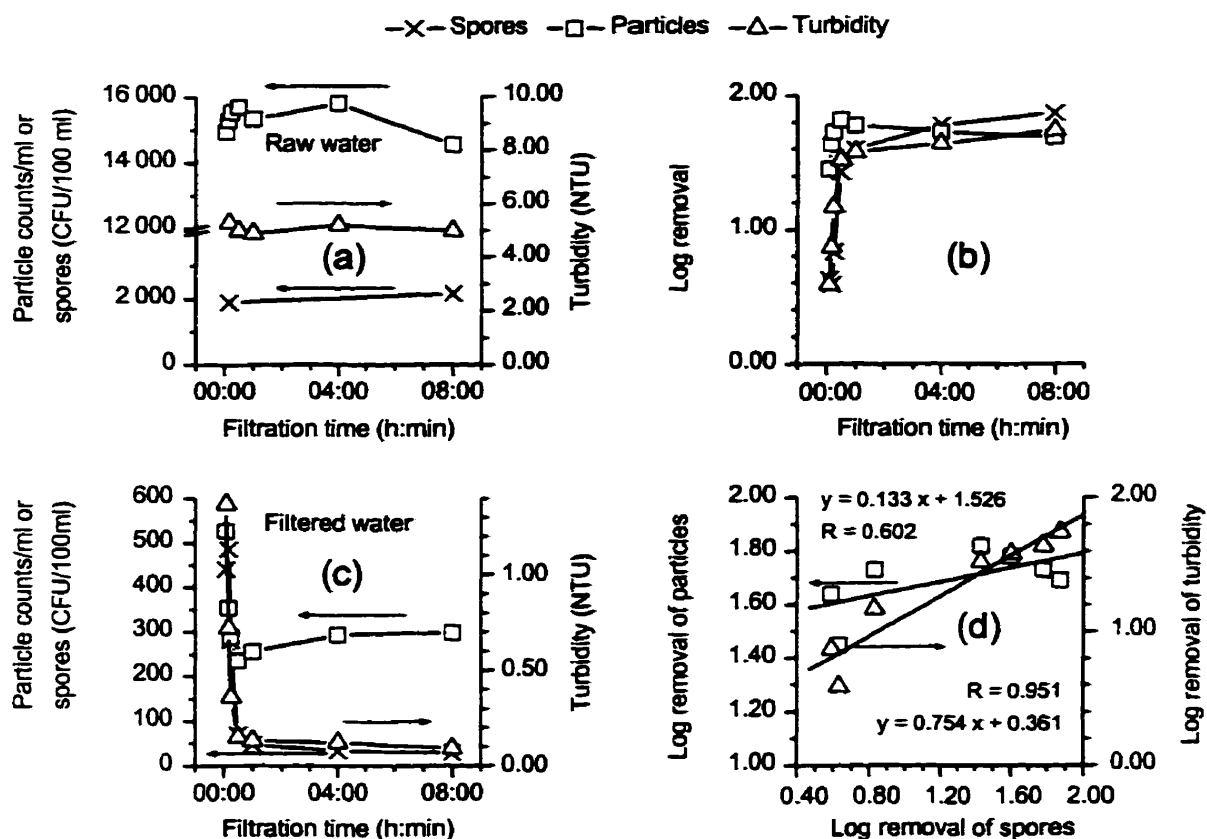 Spores Particles Turbidity
Particle counts/ml or
spores (CFU/100 ml)
16 000
14 000
12 000
2 000
0
Raw water
(a)
10.00
8.00
6.00
4.00
2.00
0.00
Turbidity (NTU)
00:00 04:00 08:00
Filtration time (h:min)
Log removal
2.00
1.00
0.00
(b)
00:00 04:00 08:00
Filtration time (h:min)
Particle counts/ml or
spores (CFU/100ml)
600
500
400
300
200
100
0
Filtered water
(c)
1.00
0.50
0.00
Turbidity (NTU)
00:00 04:00 08:00
Filtration time (h:min)
Log removal of particles
2.00
1.80
1.60
1.40
1.20
1.00
y = 0.133 x + 1.526
R = 0.602
(d)
R = 0.951
y = 0.754 x + 0.361
2.00
1.00
0.00
Log removal of turbidity
0.40 0.80 1.20 1.60 2.00
Log removal of spores